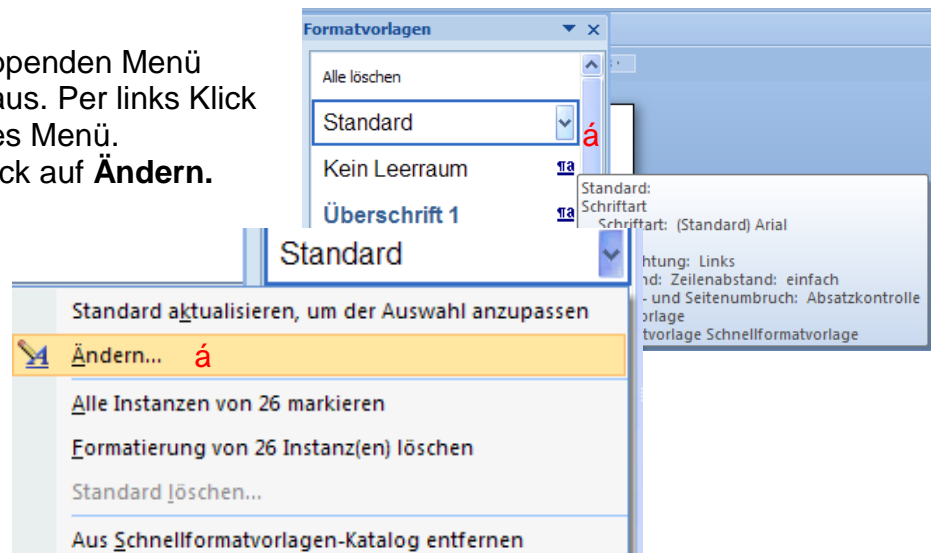 ppenden Menü
aus. Per links Klick
es Menü.
ck auf Ändern.
Formatvorlagen
Alle löschen
Standard
á
Kein Leerraum
Überschrift 1
Standard:
Schriftart
Schriftart: (Standard) Arial
htung: Links
nd: Zeilenabstand: einfach
- und Seitenumbruch: Absatzkontrolle
orlage
tvorlage Schnellformatvorlage
Standard
Standard aktualisieren, um der Auswahl anzupassen
Ändern... á
Alle Instanzen von 26 markieren
Formatierung von 26 Instanz(en) löschen
Standard löschen...
Aus Schnellformatvorlagen-Katalog entfernen